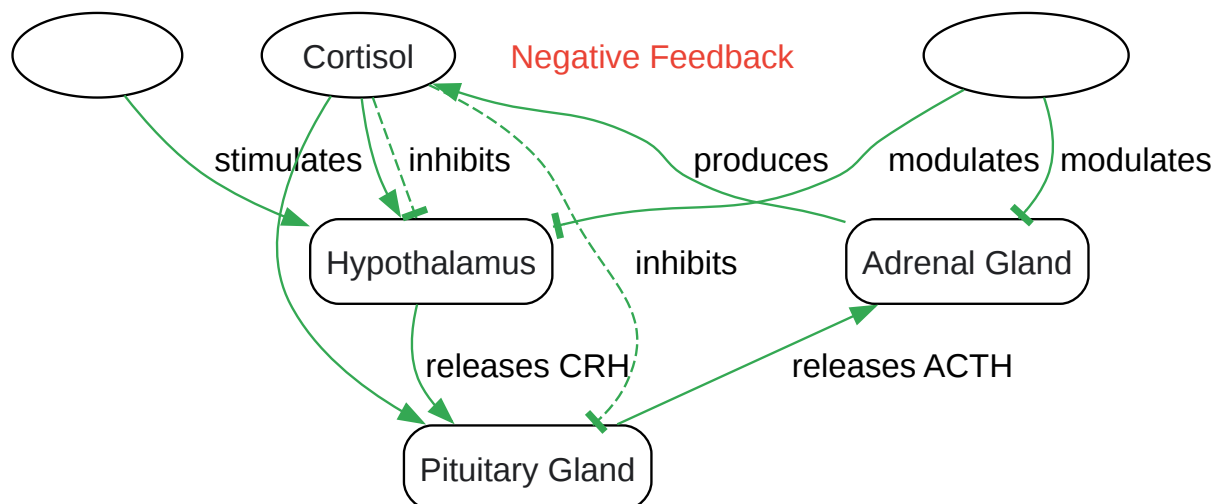 Cortisol
Negative Feedback
stimulates
inhibits
produces
modulates
modulates
Hypothalamus
inhibits
Adrenal Gland
releases CRH
releases ACTH
Pituitary Gland